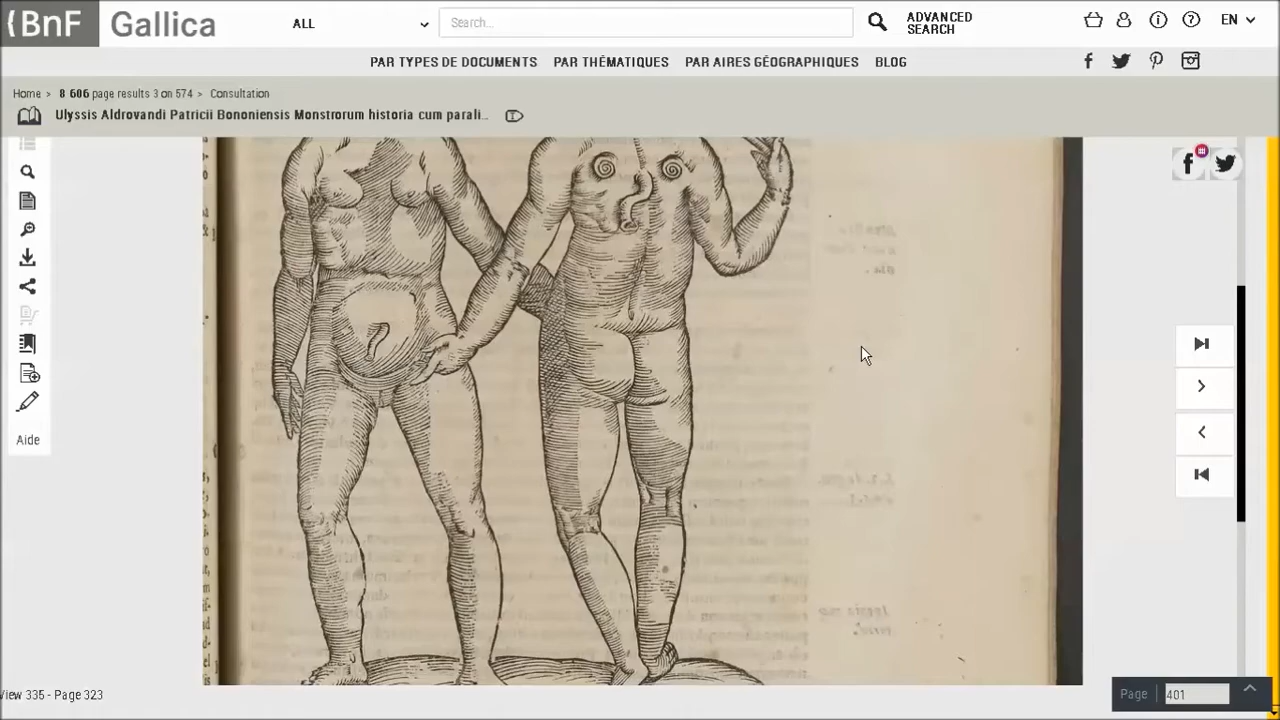 BnF Gallica
ALL
Search...
ADVANCED
SEARCH
EN
PAR TYPES DE DOCUMENTS PAR THÉMATIQUES PAR AIRES GÉOGRAPHIQUES BLOG
Home > 8 606 page results 3 on 574 > Consultation
Ulyssis Aldrovandi Patricii Bononiensis Monstrorum historia cum parali...
Aide
View 335 - Page 323
Page 401